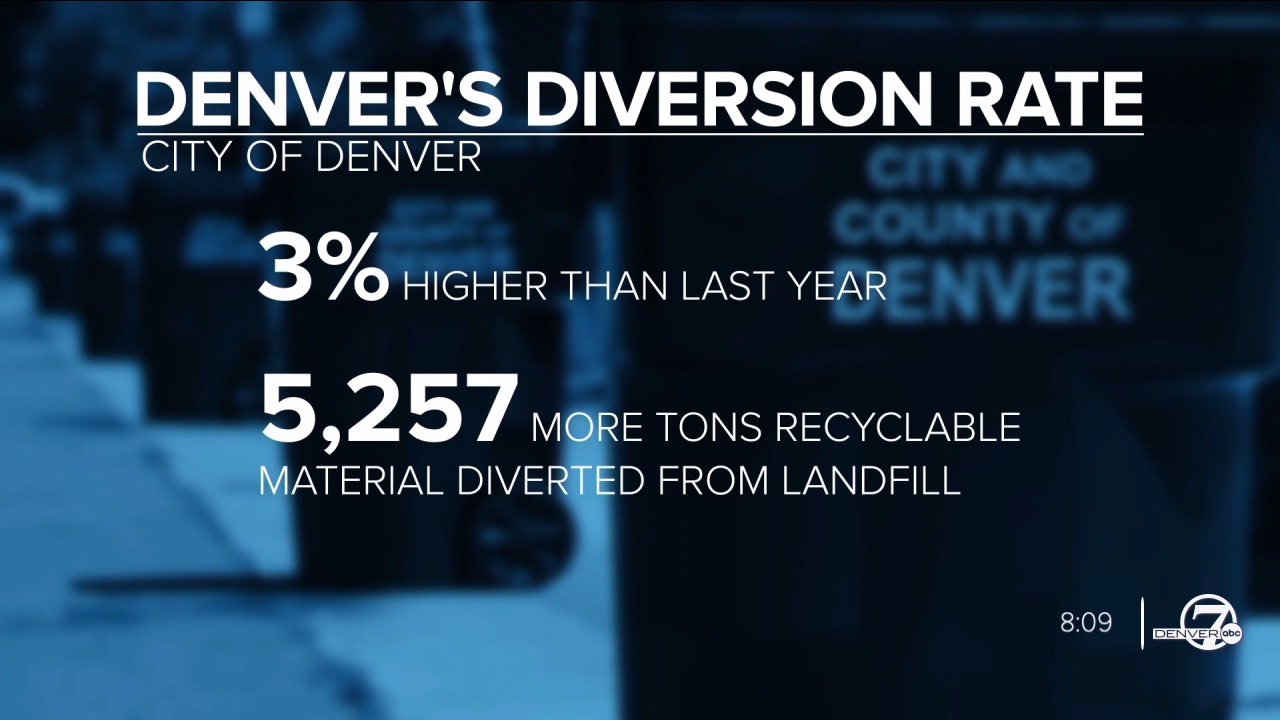 DENVER'S DIVERSION RATE
CITY OF DENVER
CITY AND
COUNTY OF
DENVER
3% HIGHER THAN LAST YEAR
5,257 MORE TONS RECYCLABLE
MATERIAL DIVERTED FROM LANDFILL
8:09
7
DENVER abc